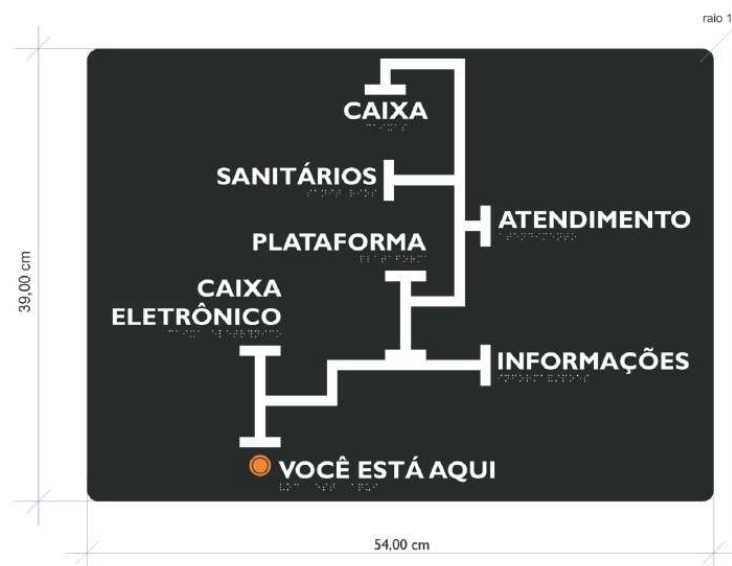 raio 1
CAIXA
SANITÁRIOS
ATENDIMENTO
PLATAFORMA
CAIXA
ELETRÔNICO
INFORMAÇÕES
VOCÊ ESTÁ AQUI
39,00 cm
54,00 cm